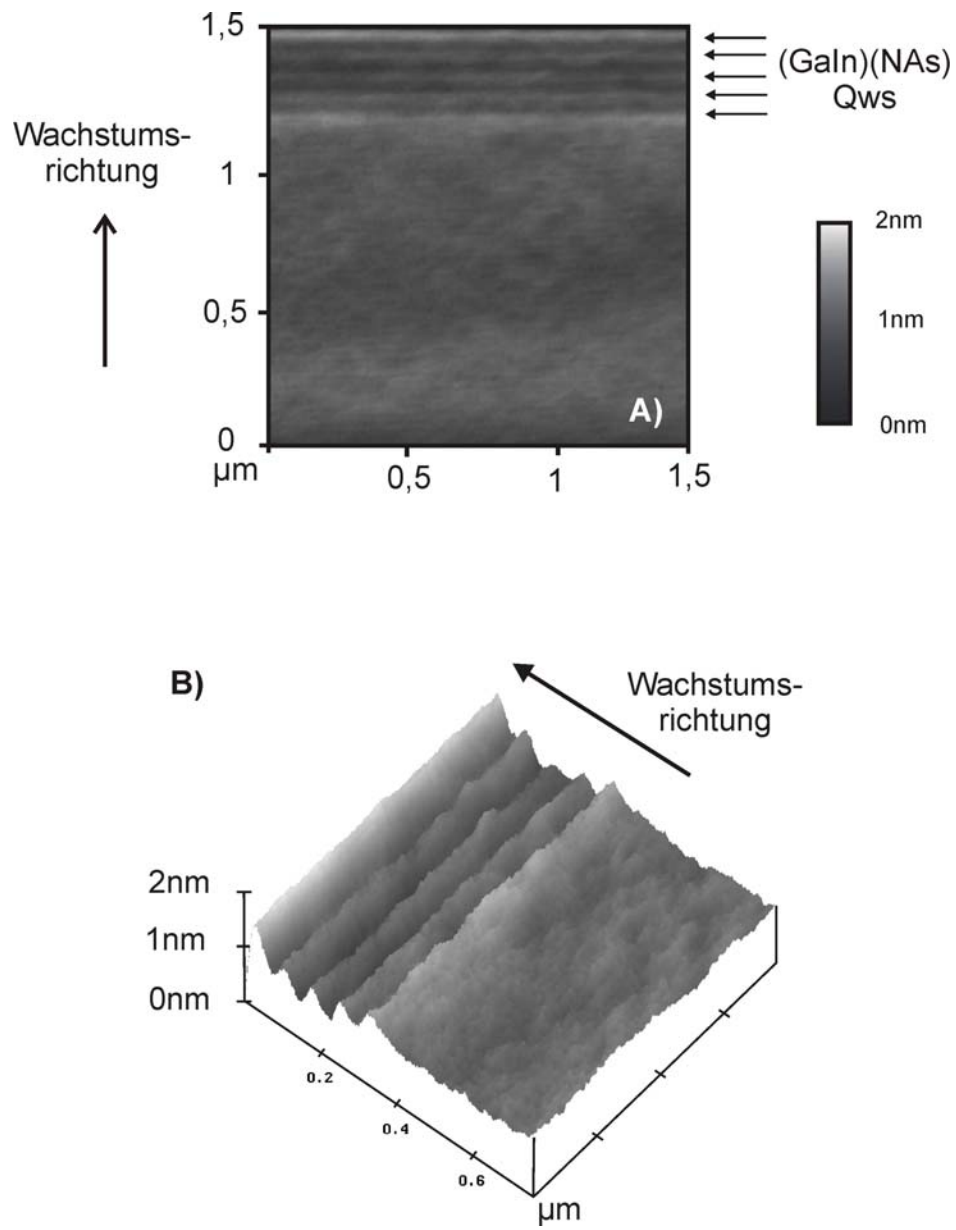 1,5
(GaIn)(NAs)
Qws
Wachstums-
richtung
1
2nm
0,5
1nm
A)
0nm
0
µm
0,5
1
1,5
B)
Wachstums-
richtung
2nm
1nm
0nm
0.2
0.4
0.6
µm